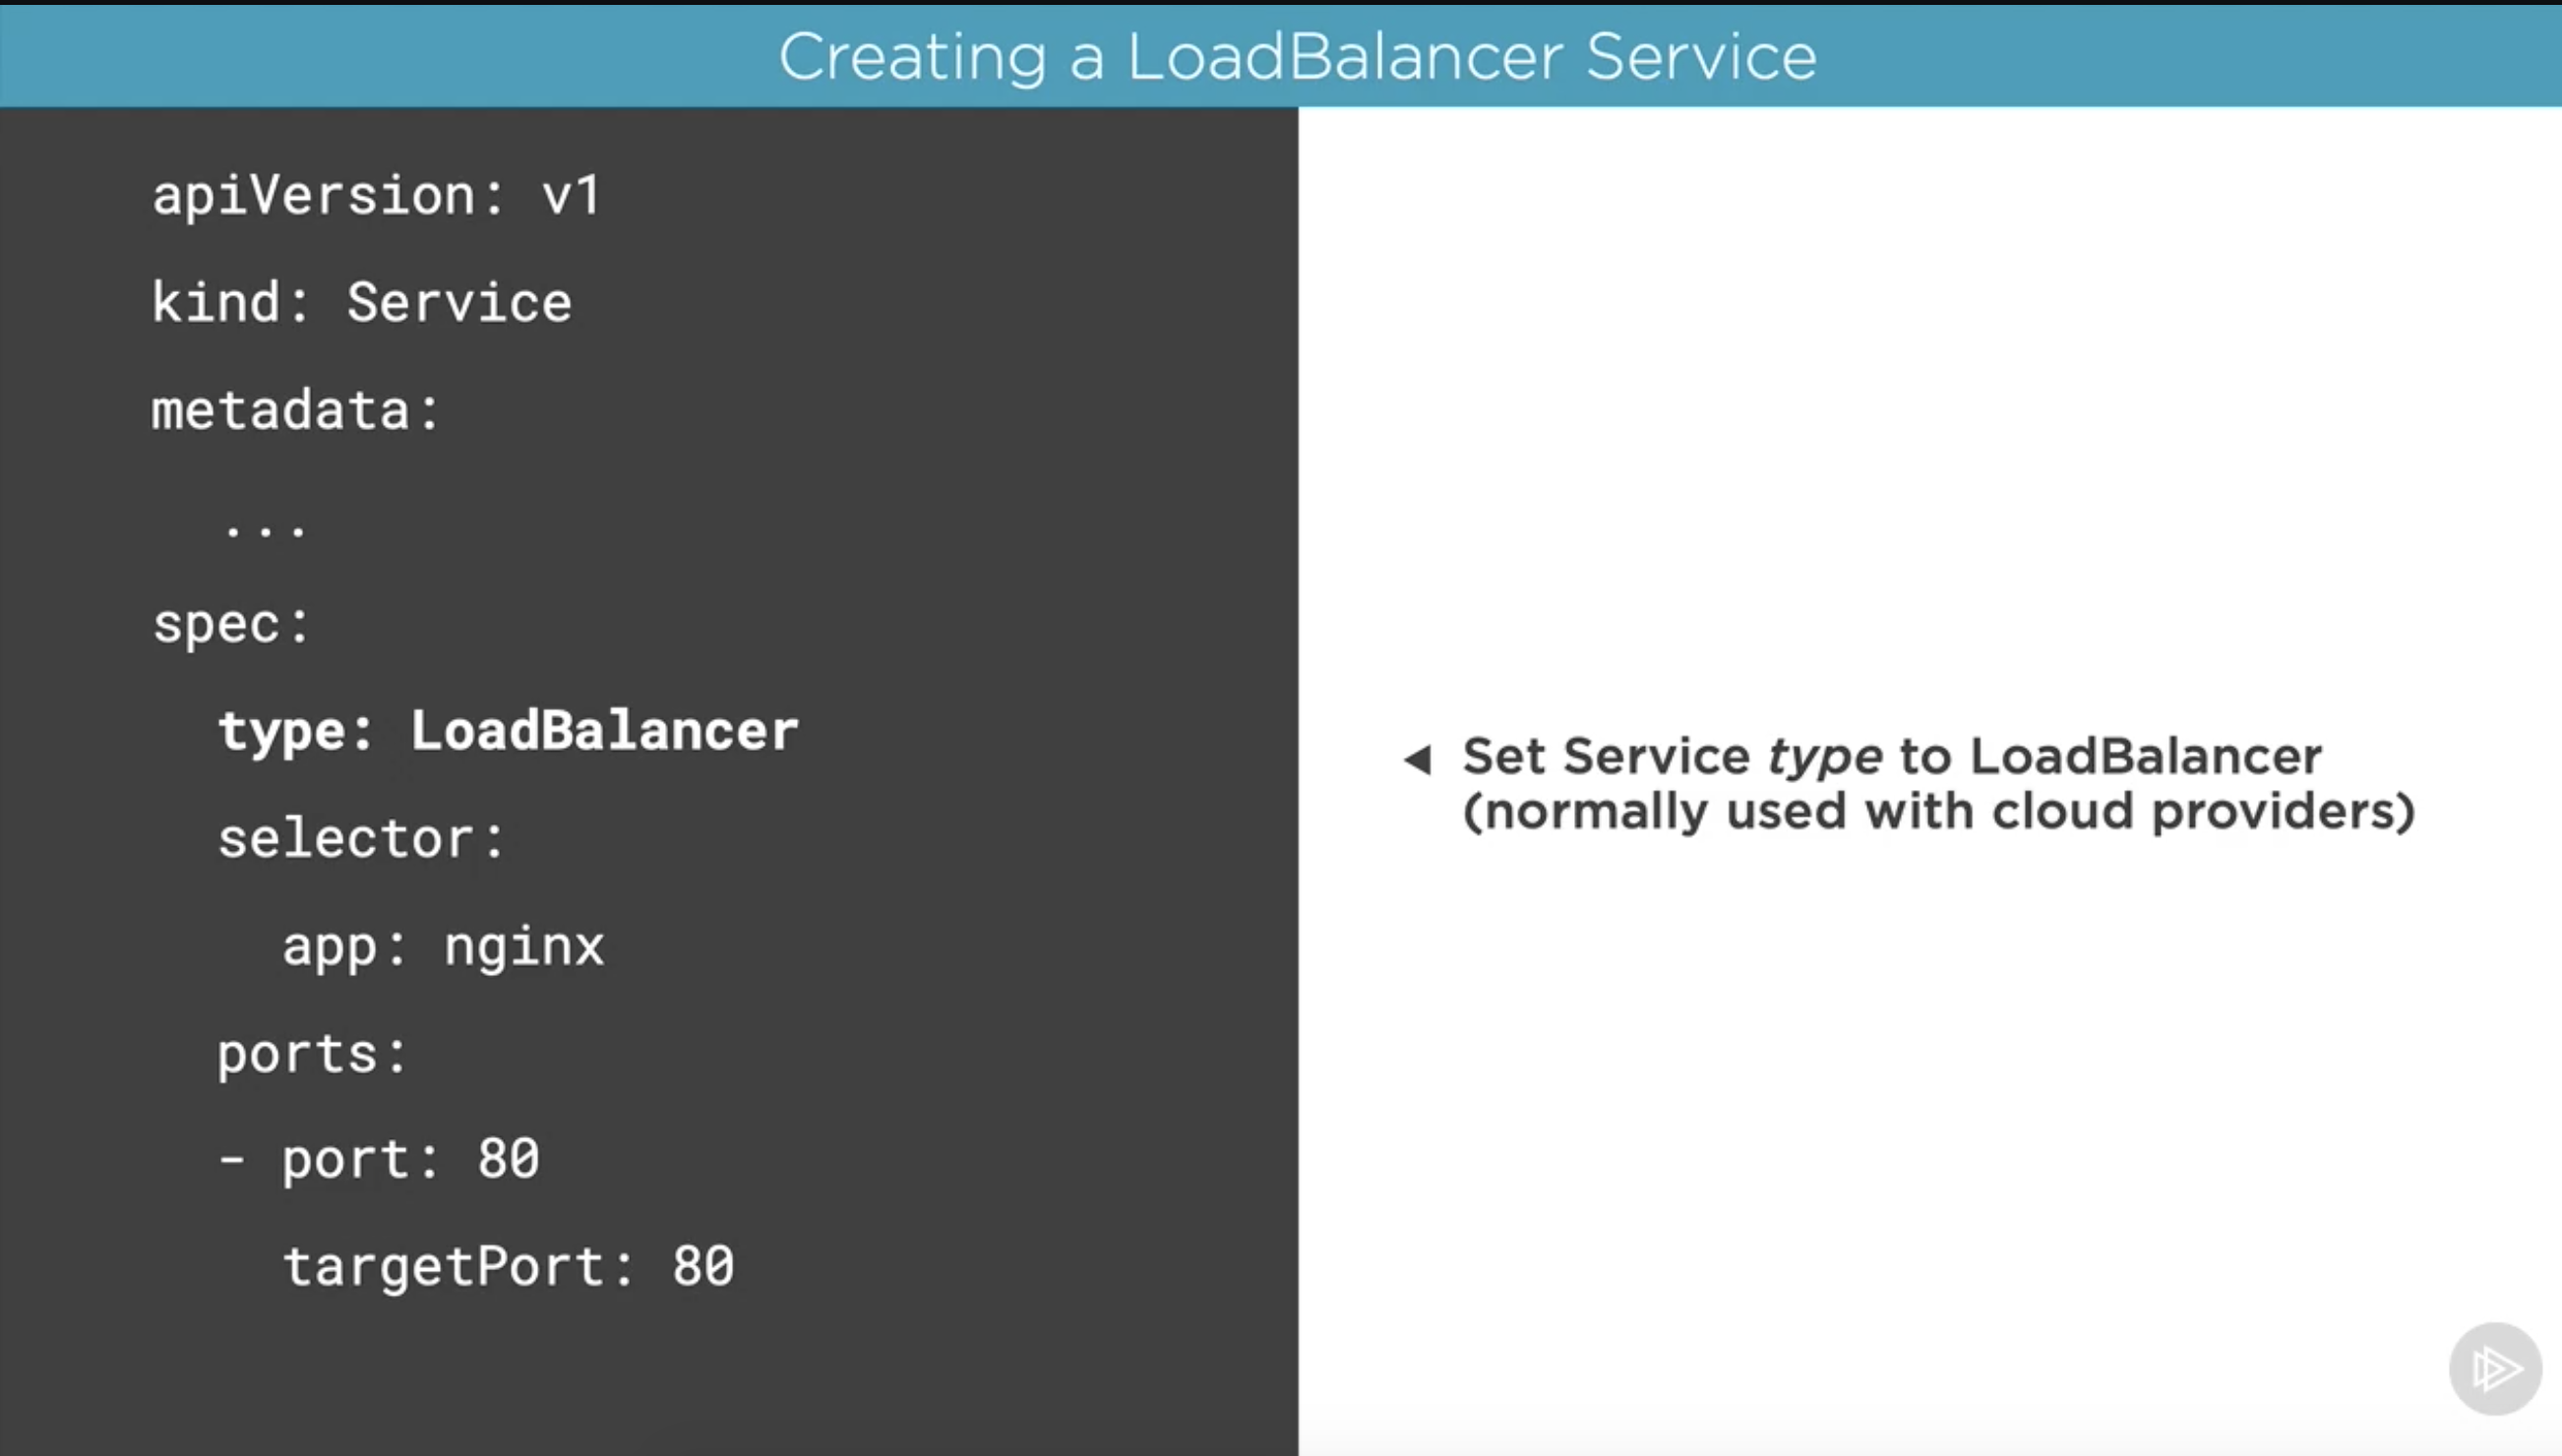 Creating a LoadBalancer Service
apiVersion: v1
kind: Service
metadata:
  ...
spec:
  type: LoadBalancer
  selector:
    app: nginx
  ports:
  - port: 80
    targetPort: 80
◀ Set Service type to LoadBalancer
(normally used with cloud providers)